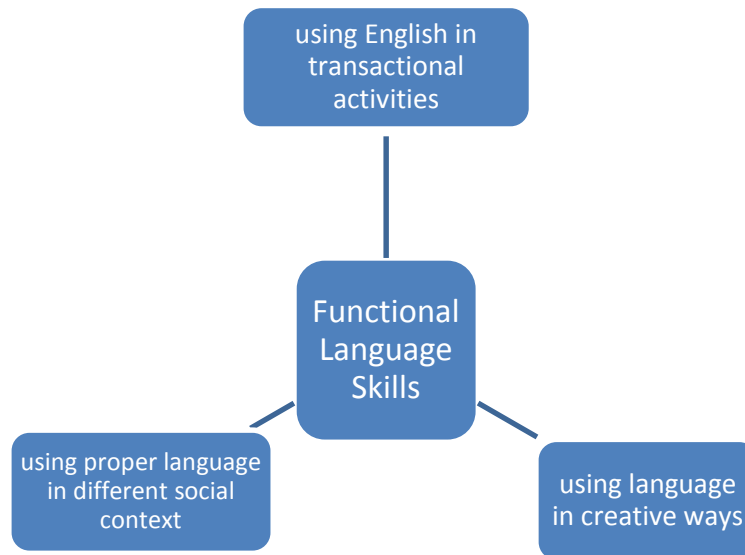 using English in
transactional
activities
Functional
Language
Skills
using proper language
in different social
context
using language
in creative ways